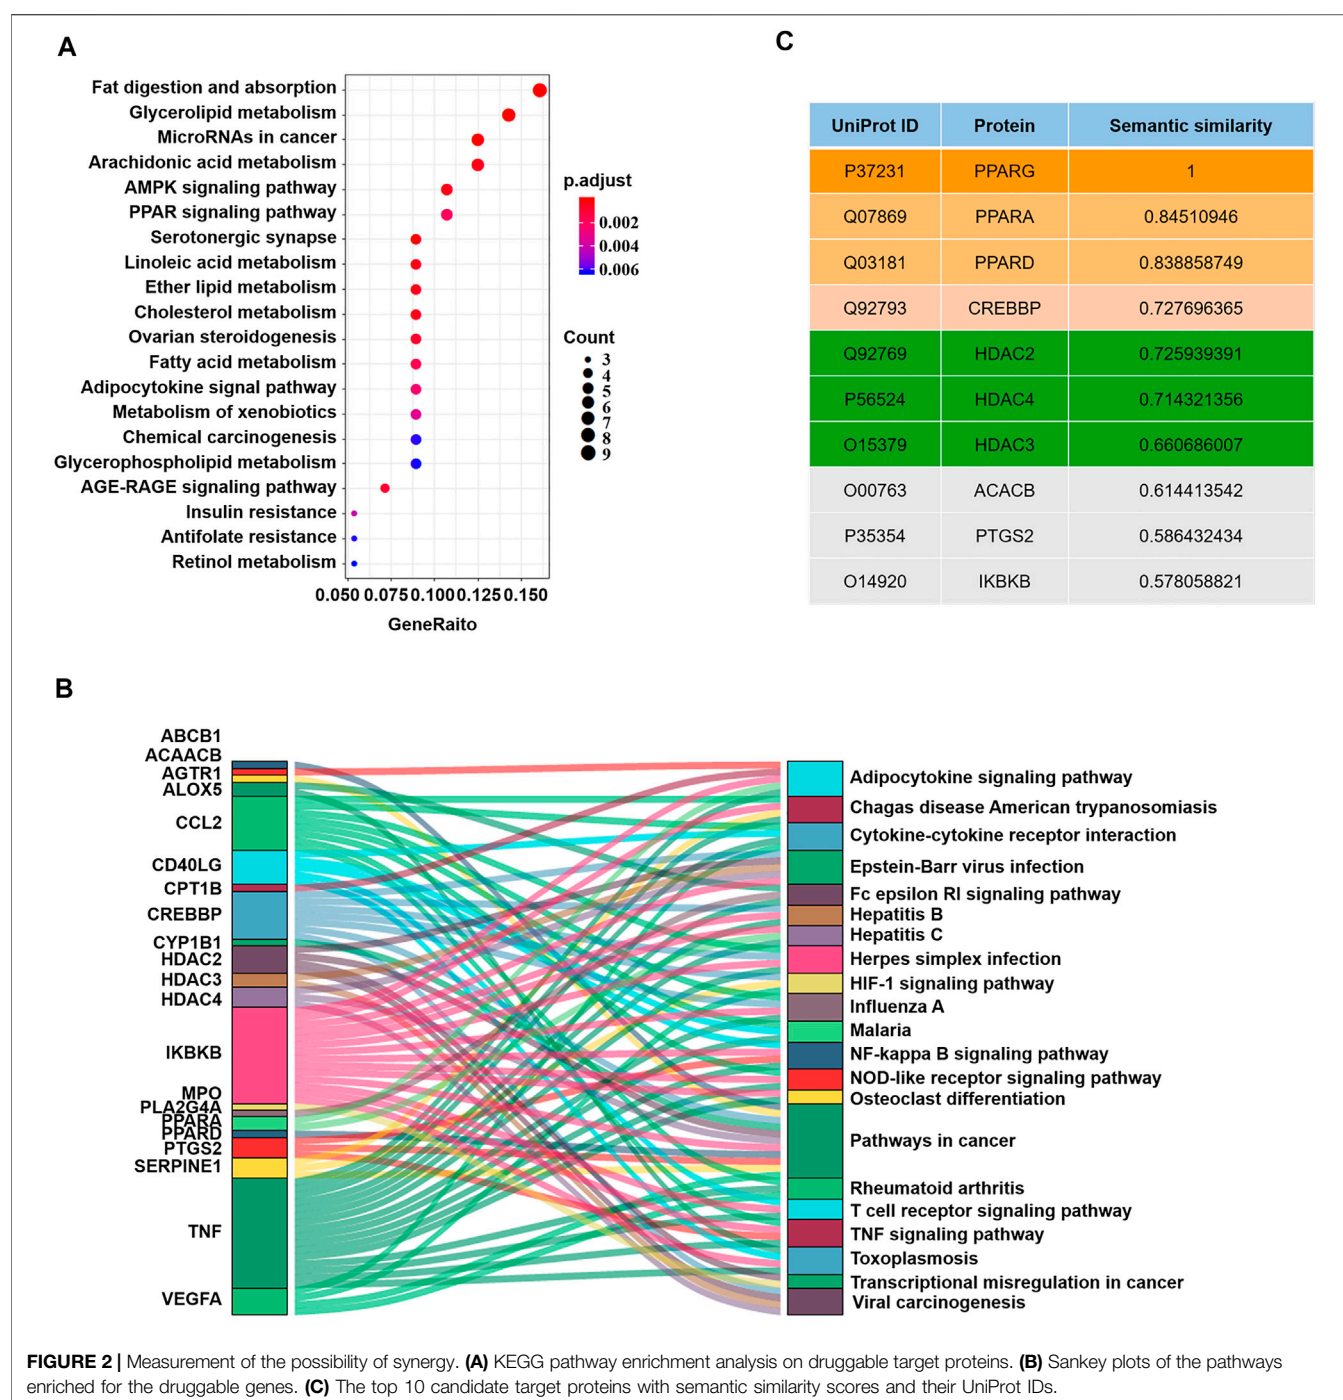 A
Fat digestion and absorption
Glycerolipid metabolism
MicroRNAs in cancer
Arachidonic acid metabolism
AMPK signaling pathway
PPAR signaling pathway
Serotonergic synapse
Linoleic acid metabolism
Ether lipid metabolism
Cholesterol metabolism
Ovarian steroidogenesis
Fatty acid metabolism
Adipocytokine signal pathway
Metabolism of xenobiotics
Chemical carcinogenesis
Glycerophospholipid metabolism
AGE-RAGE signaling pathway
Insulin resistance
Antifolate resistance
Retinol metabolism
0.050 0.075 0.100 0.125 0.150
GeneRaito
p.adjust
0.002
0.004
0.006
Count
3
4
5
6
7
8
9
C
UniProt ID Protein Semantic similarity
P37231 PPARG 1
Q07869 PPARA 0.84510946
Q03181 PPARD 0.838858749
Q92793 CREBBP 0.727696365
Q92769 HDAC2 0.725939391
P56524 HDAC4 0.714321356
O15379 HDAC3 0.660686007
O00763 ACACB 0.614413542
P35354 PTGS2 0.586432434
O14920 IKBKB 0.578058821
B
ABCB1
ACAACB
AGTR1
ALOX5
CCL2
CD40LG
CPT1B
CREBBP
CYP1B1
HDAC2
HDAC3
HDAC4
IKBKB
MPO
PLA2G4A
PPARA
PPARD
PTGS2
SERPINE1
TNF
VEGFA
Adipocytokine signaling pathway
Chagas disease American trypanosomiasis
Cytokine-cytokine receptor interaction
Epstein-Barr virus infection
Fc epsilon RI signaling pathway
Hepatitis B
Hepatitis C
Herpes simplex infection
HIF-1 signaling pathway
Influenza A
Malaria
NF-kappa B signaling pathway
NOD-like receptor signaling pathway
Osteoclast differentiation
Pathways in cancer
Rheumatoid arthritis
T cell receptor signaling pathway
TNF signaling pathway
Toxoplasmosis
Transcriptional misregulation in cancer
Viral carcinogenesis
FIGURE 2 | Measurement of the possibility of synergy. (A) KEGG pathway enrichment analysis on druggable target proteins. (B) Sankey plots of the pathways
enriched for the druggable genes. (C) The top 10 candidate target proteins with semantic similarity scores and their UniProt IDs.